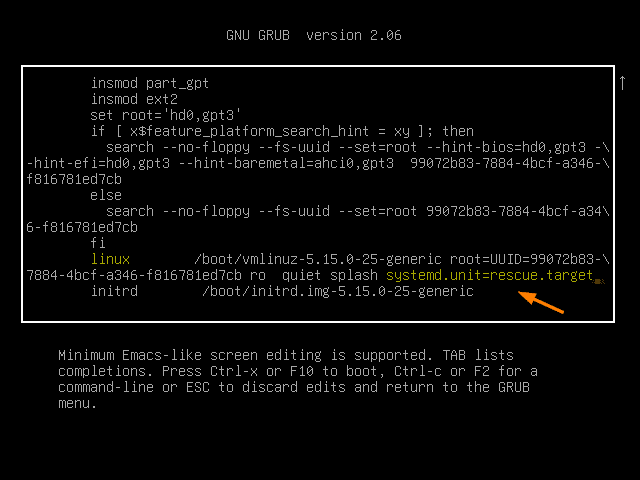 GNU GRUB  version 2.06
insmod part_gpt
insmod ext2
set root='hd0,gpt3'
if [ x$feature_platform_search_hint = xy ]; then
search --no-floppy --fs-uuid --set=root --hint-bios=hd0,gpt3 -\
-hint-efi=hd0,gpt3 --hint-baremetal=ahci0,gpt3  99072b83-7884-4bcf-a346-\
f816781ed7cb
else
search --no-floppy --fs-uuid --set=root 99072b83-7884-4bcf-a34\
6-f816781ed7cb
fi
linux        /boot/vmlinuz-5.15.0-25-generic root=UUID=99072b83-\
7884-4bcf-a346-f816781ed7cb ro  quiet splash systemd.unit=rescue.target
initrd        /boot/initrd.img-5.15.0-25-generic
Minimum Emacs-like screen editing is supported. TAB lists
completions. Press Ctrl-x or F10 to boot, Ctrl-c or F2 for a
command-line or ESC to discard edits and return to the GRUB
menu.